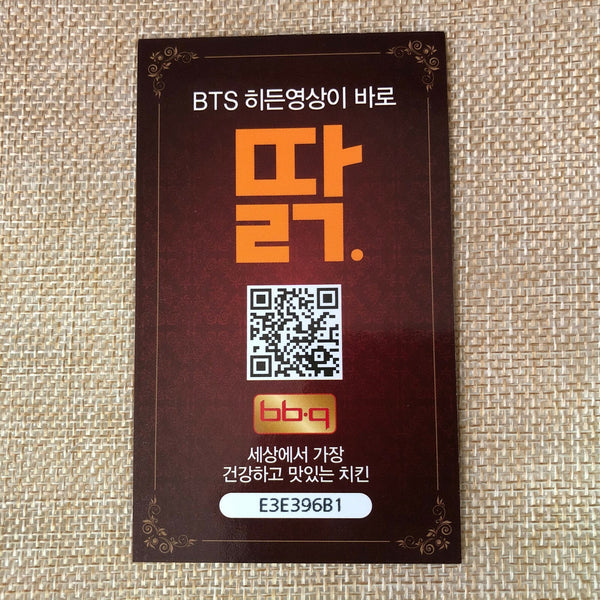 BTS 히든영상이 바로
딹.
bb·q
세상에서 가장
건강하고 맛있는 치킨
E3E396B1